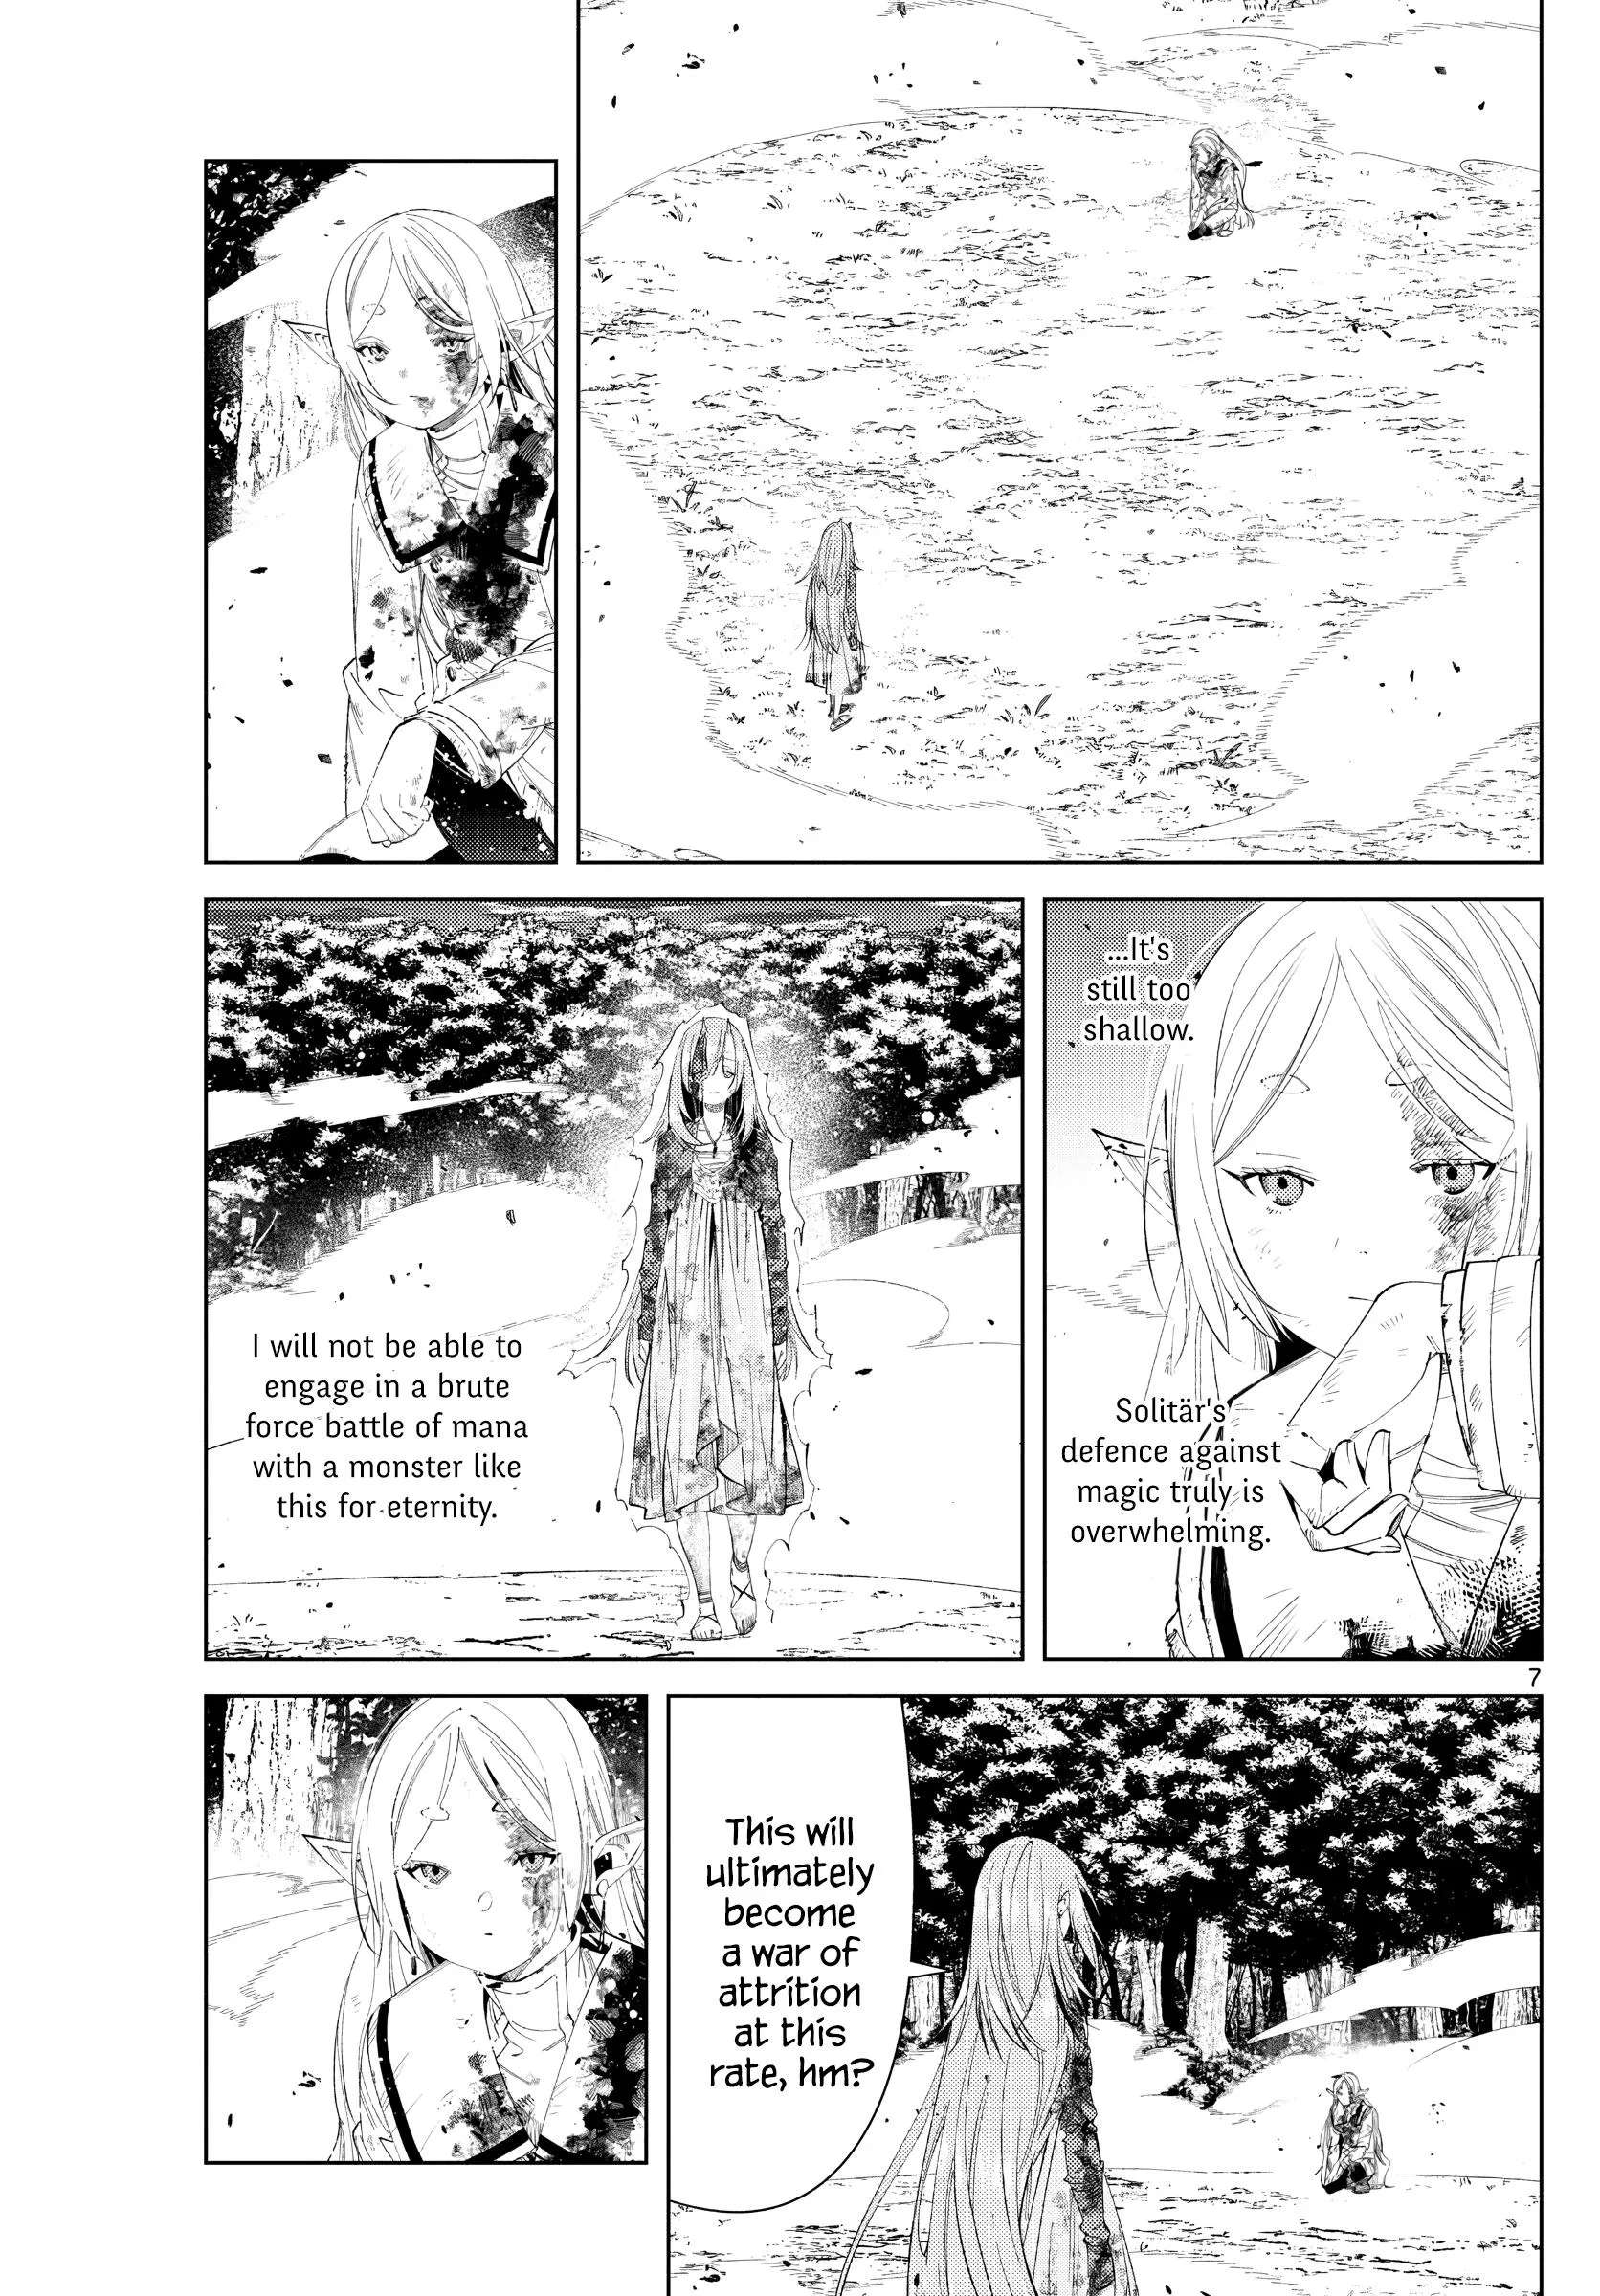 ...It's
still too
shallow.
Solitär's
defence against
magic truly is
overwhelming.
I will not be able to
engage in a brute
force battle of mana
with a monster like
this for eternity.
7
This will
ultimately
become
a war of
attrition
at this
rate, hm?